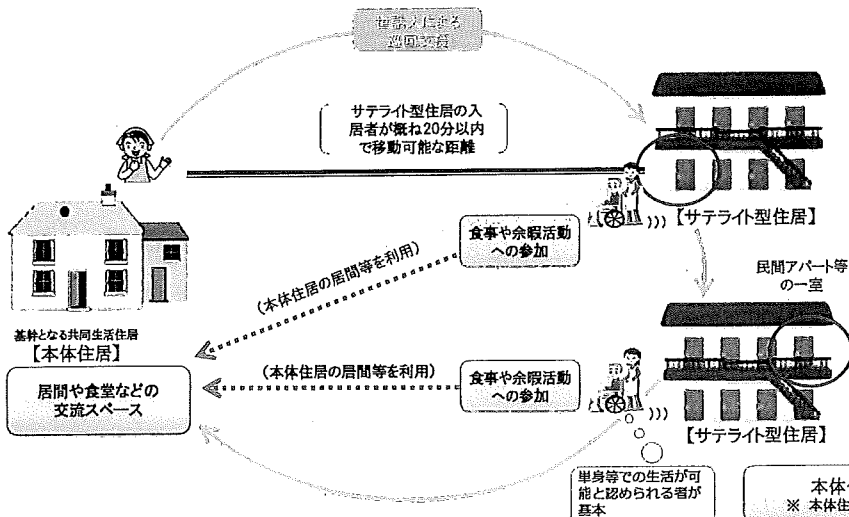 世話人による
巡回支援
サテライト型住居の入
居者が概ね20分以内
で移動可能な距離
【サテライト型住居】
食事や余暇活動
への参加
(本体住居の居間等を利用)
民間アパート等
の一室
基幹となる共同生活住居
【本体住居】
居間や食堂などの
交流スペース
(本体住居の居間等を利用)
食事や余暇活動
への参加
【サテライト型住居】
単身等での生活が可
能と認められる者が
基本
本体
※ 本体住